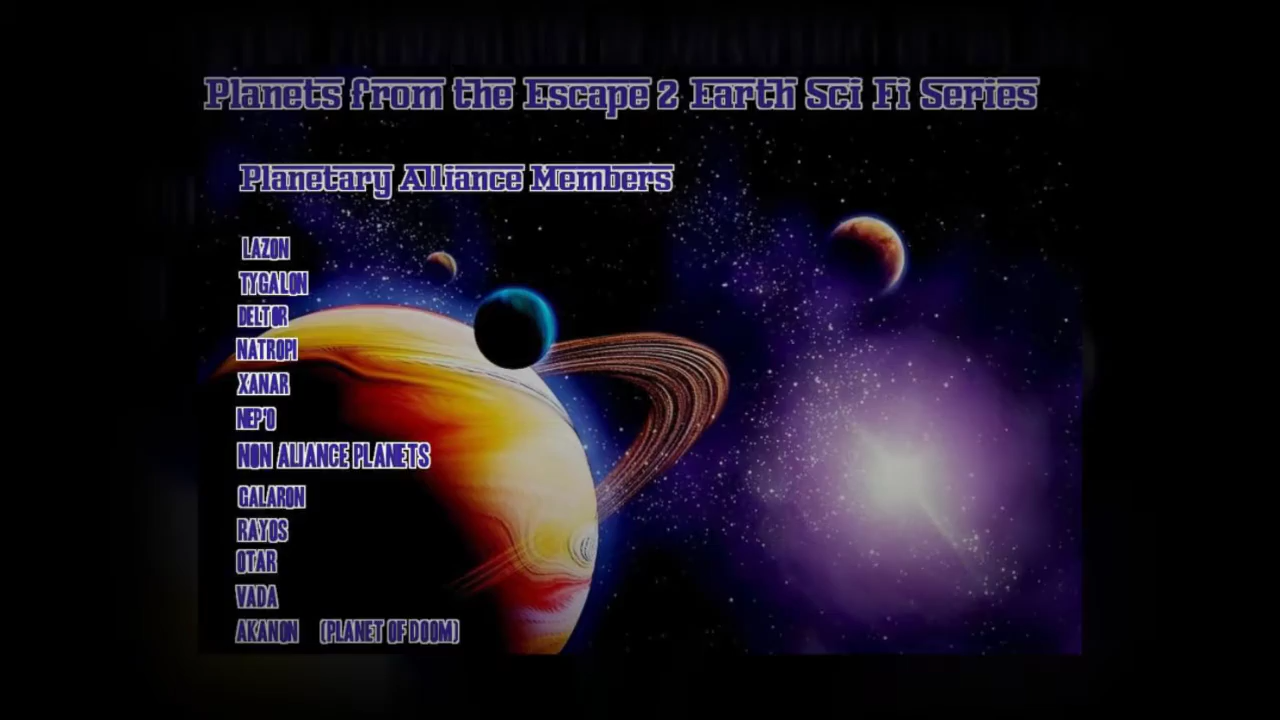 Planets from the Escape 2 Earth Sci Fi Series
Planetary Alliance Members
LAZON
TYGALON
DELTOR
NATROPI
XANAR
NEP'O
NON ALIANCE PLANETS
GALARON
RAYOS
OTAR
VADA
AKANON (PLANET OF DOOM)